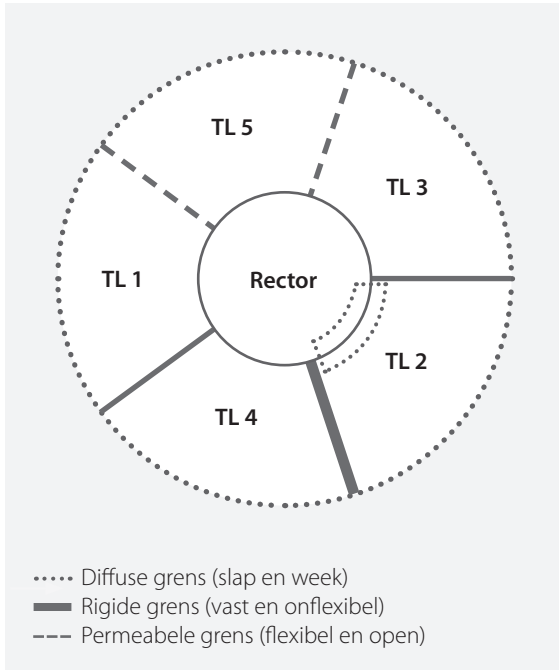 TL 5
TL 3
TL 1
Rector
TL 2
TL 4
Diffuse grens (slap en week)
Rigide grens (vast en onflexibel)
Permeabele grens (flexibel en open)